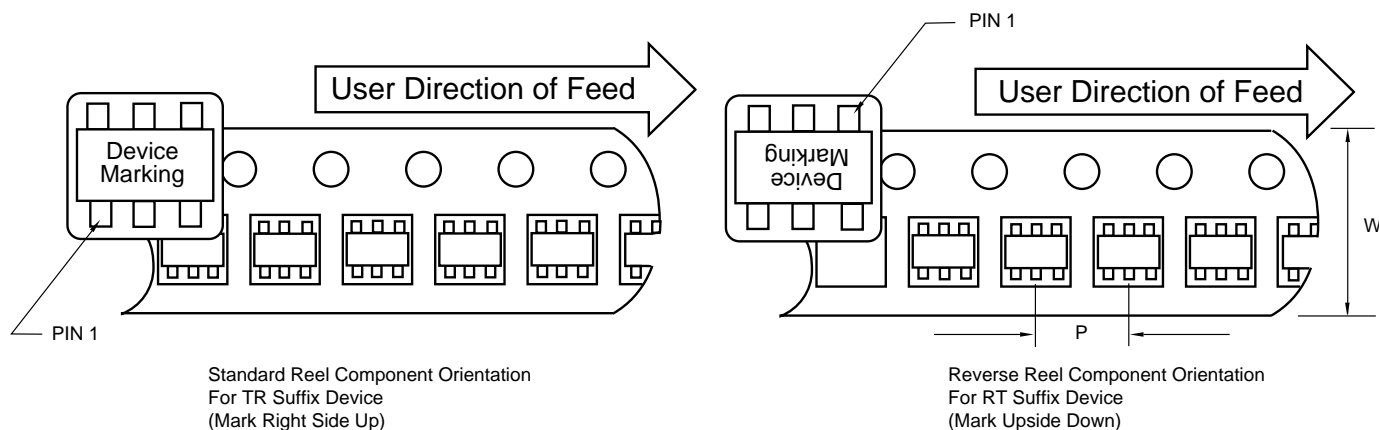 User Direction of Feed
Device
Marking
PIN 1
Standard Reel Component Orientation
For TR Suffix Device
(Mark Right Side Up)
PIN 1
User Direction of Feed
Device
Marking
W
P
Reverse Reel Component Orientation
For RT Suffix Device
(Mark Upside Down)